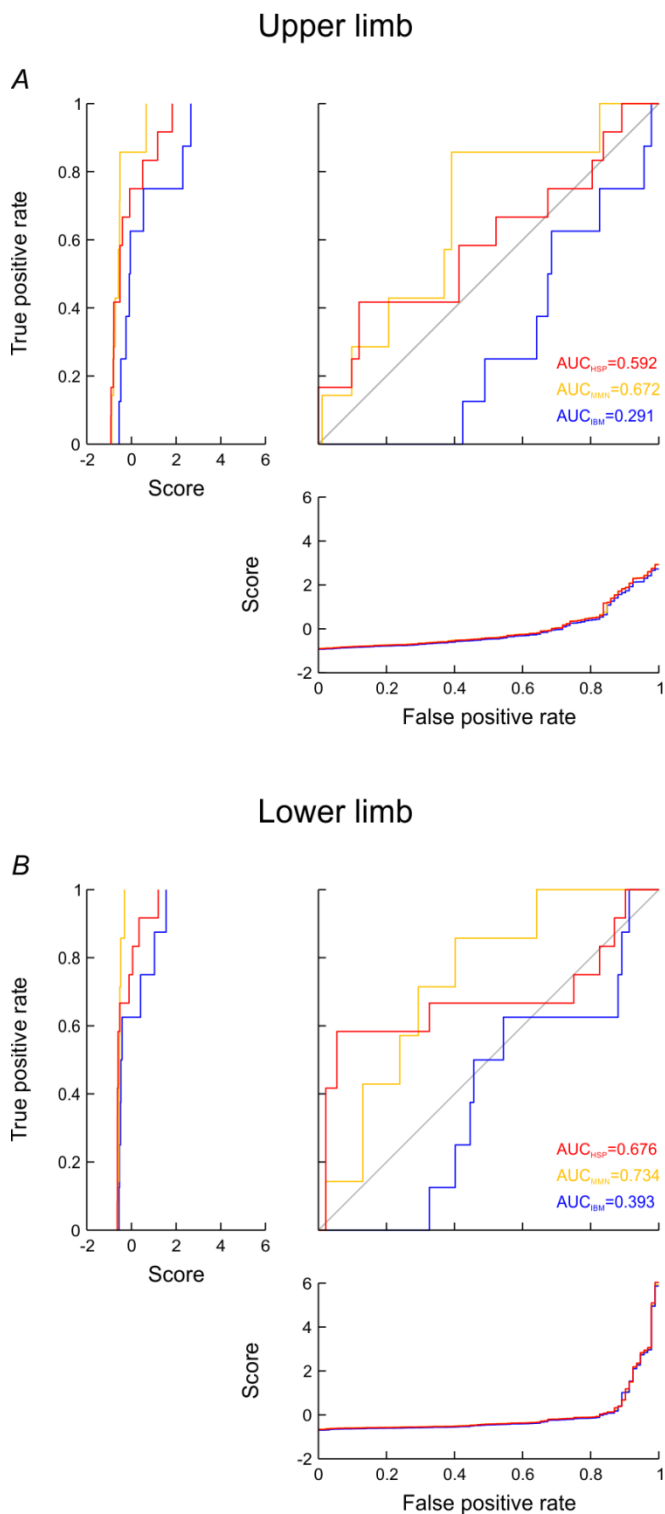 Upper limb
A
1
0.8
0.6
0.4
0.2
0
True positive rate
-2 0 2 4 6
Score
AUC_HSP=0.592
AUC_MMN=0.672
AUC_IBM=0.291
6
4
2
0
-2
Score
0 0.2 0.4 0.6 0.8 1
False positive rate
Lower limb
B
1
0.8
0.6
0.4
0.2
0
True positive rate
-2 0 2 4 6
Score
AUC_HSP=0.676
AUC_MMN=0.734
AUC_IBM=0.393
6
4
2
0
-2
Score
0 0.2 0.4 0.6 0.8 1
False positive rate